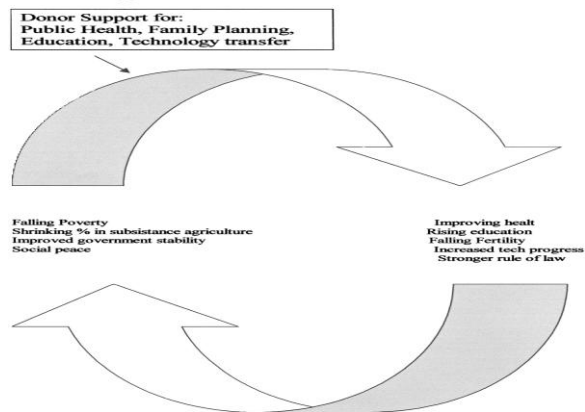 Donor Support for:
Public Health, Family Planning,
Education, Technology transfer
Falling Poverty
Shrinking % in subsistance agriculture
Improved government stability
Social peace
Improving healt
Rising education
Falling Fertility
Increased tech progress
Stronger rule of law